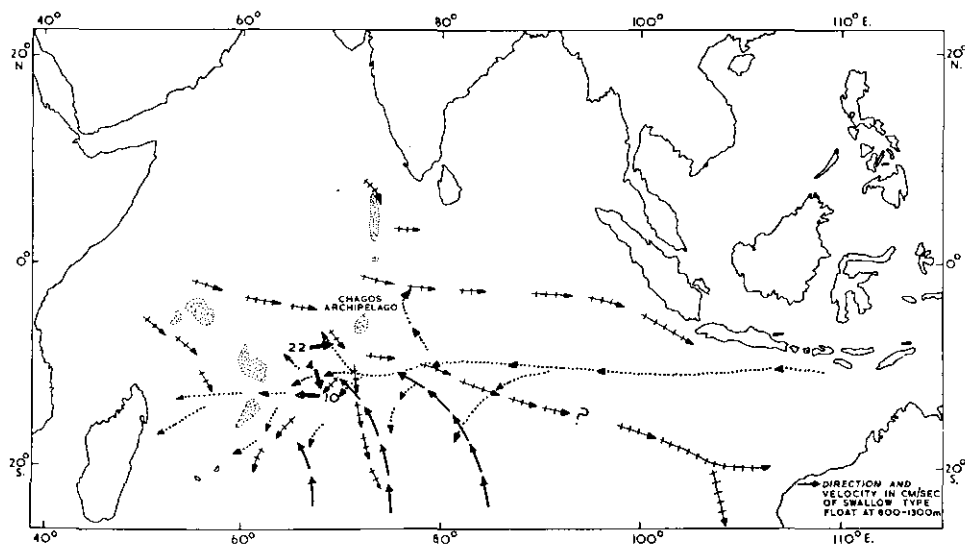 40° 60° 80° 100° 110° E.
20° N. 20° N.
0° 0°
CHAGOS
ARCHIPELAGO
22
10
?
20° S. 20° S.
DIRECTION AND
VELOCITY IN CM/SEC
OF SWALLOW TYPE
FLOAT AT 800-1300m
40° 60° 80° 100° 110° E.